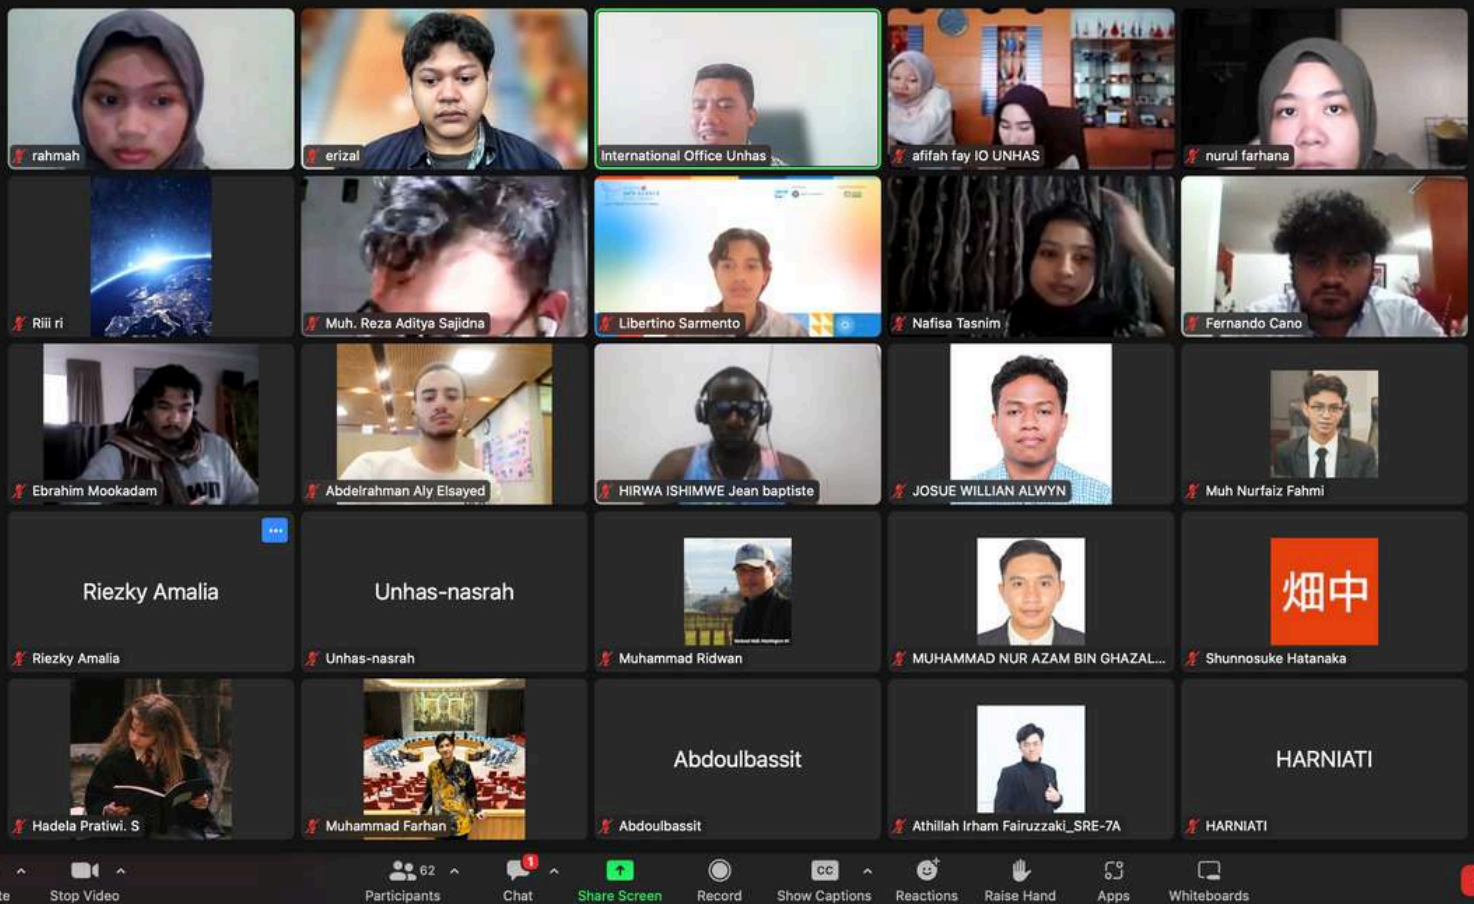 rahmah
erizal
International Office Unhas
afifah fay IO UNHAS
nurul farhana
Riii ri
Muh. Reza Aditya Sajidna
Libertino Sarmento
Nafisa Tasnim
Fernando Cano
Ebrahim Mookadam
Abdelrahman Aly Elsayed
HIRWA ISHIMWE Jean baptiste
JOSUE WILLIAN ALWYN
Muh Nurfaiz Fahmi
Riezky Amalia
Riezky Amalia
Unhas-nasrah
Unhas-nasrah
Muhammad Ridwan
MUHAMMAD NUR AZAM BIN GHAZAL...
畑中
Shunnosuke Hatanaka
Hadela Pratiwi. S
Muhammad Farhan
Abdoulbassit
Abdoulbassit
Athillah Irham Fairuzzaki_SRE-7A
HARNIATI
HARNIATI
te
Stop Video
62
Participants
1
Chat
Share Screen
Record
CC
Show Captions
Reactions
Raise Hand
Apps
Whiteboards